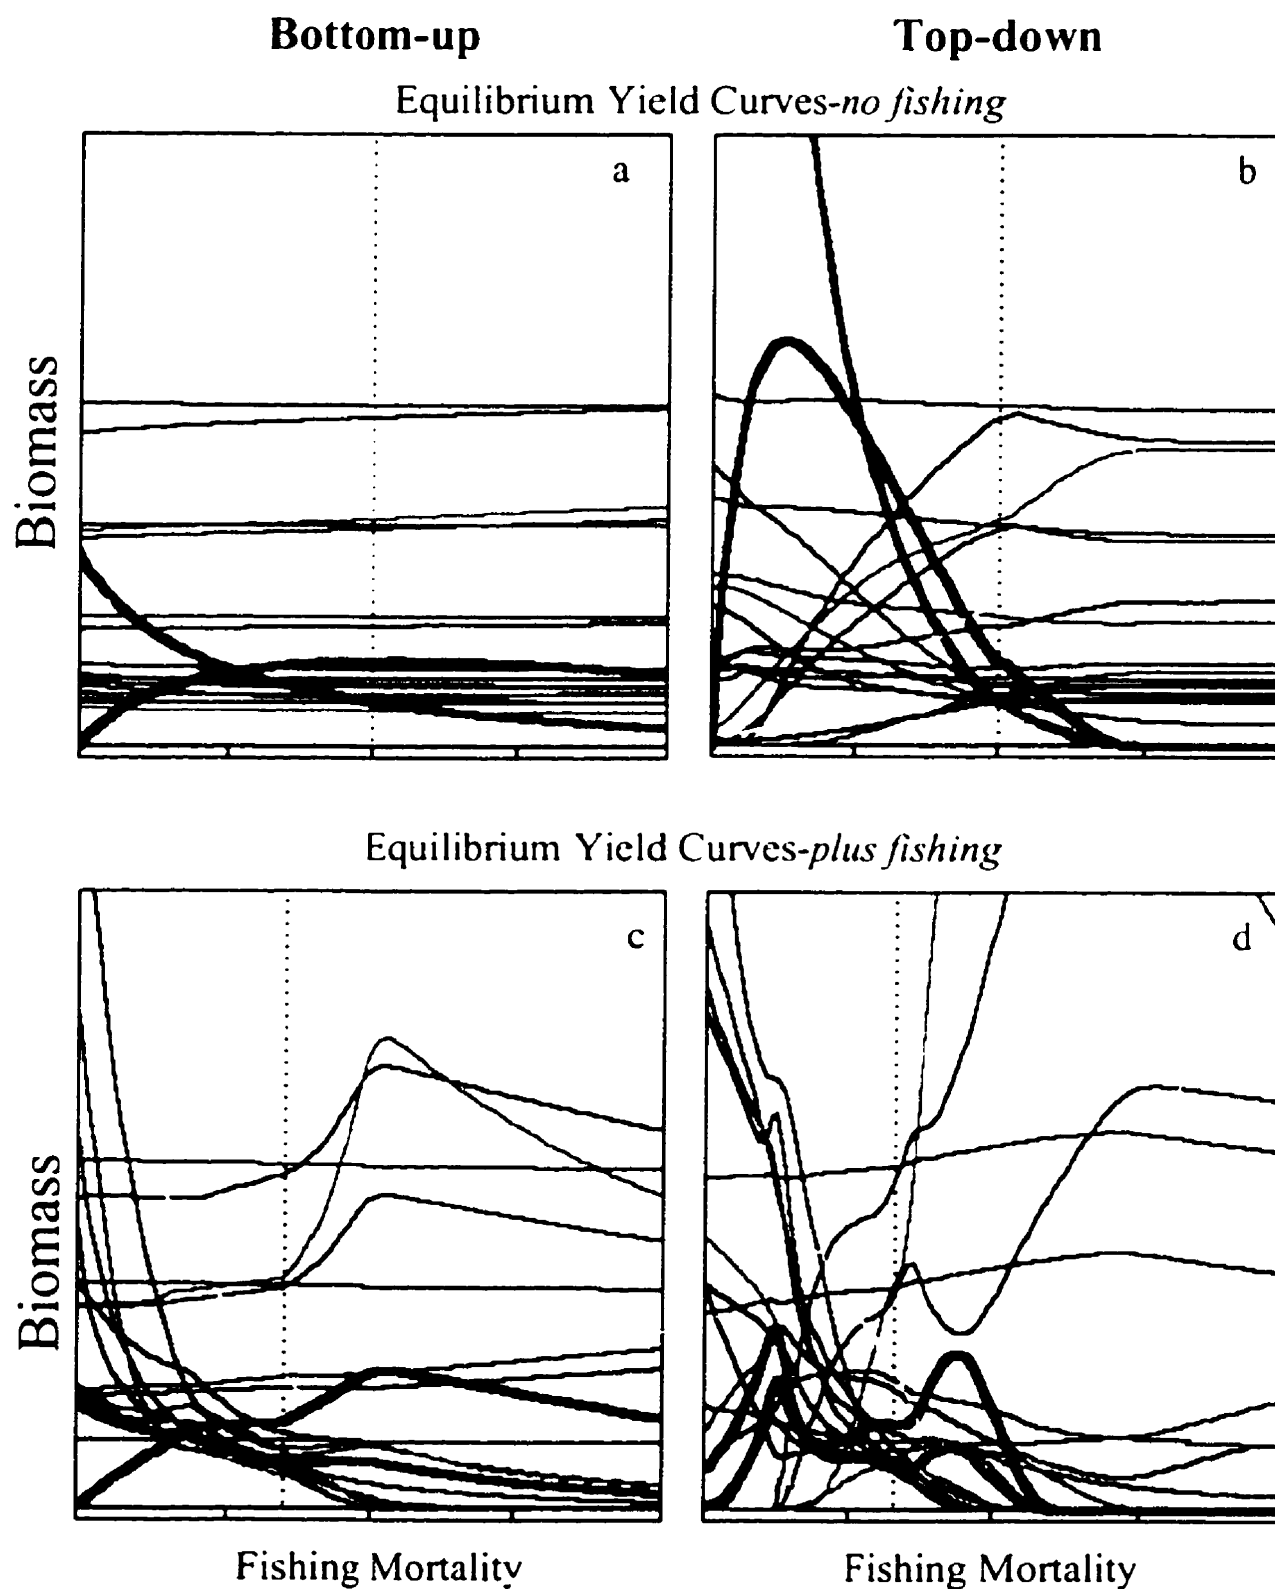 Bottom-up Top-down
Equilibrium Yield Curves-no fishing
a b
Biomass
Equilibrium Yield Curves-plus fishing
c d
Biomass
Fishing Mortality Fishing Mortality